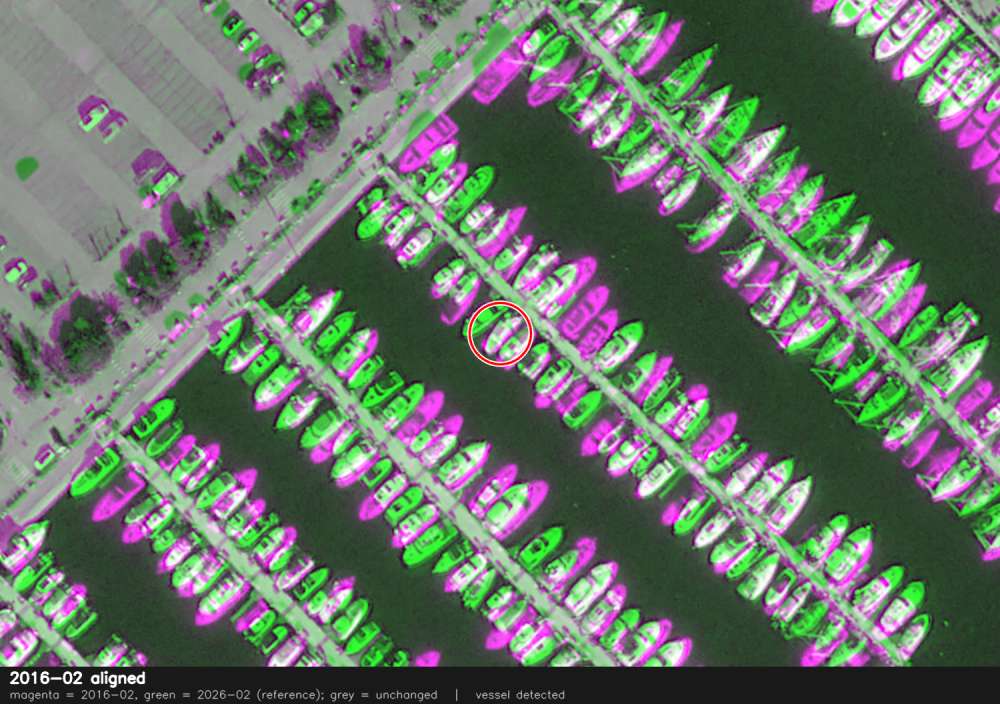 2016-02 aligned
magenta = 2016-02, green = 2026-02 (reference); grey = unchanged | vessel detected